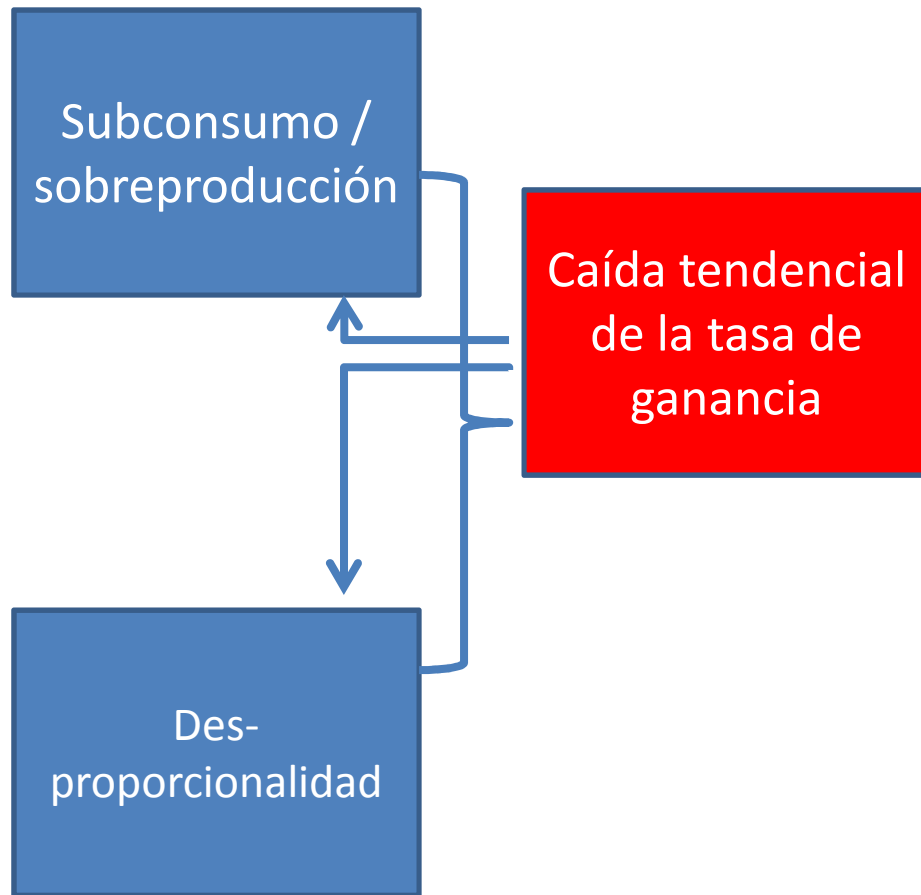 Subconsumo /
sobreproducción
Caída tendencial
de la tasa de
ganancia
Des-
proporcionalidad